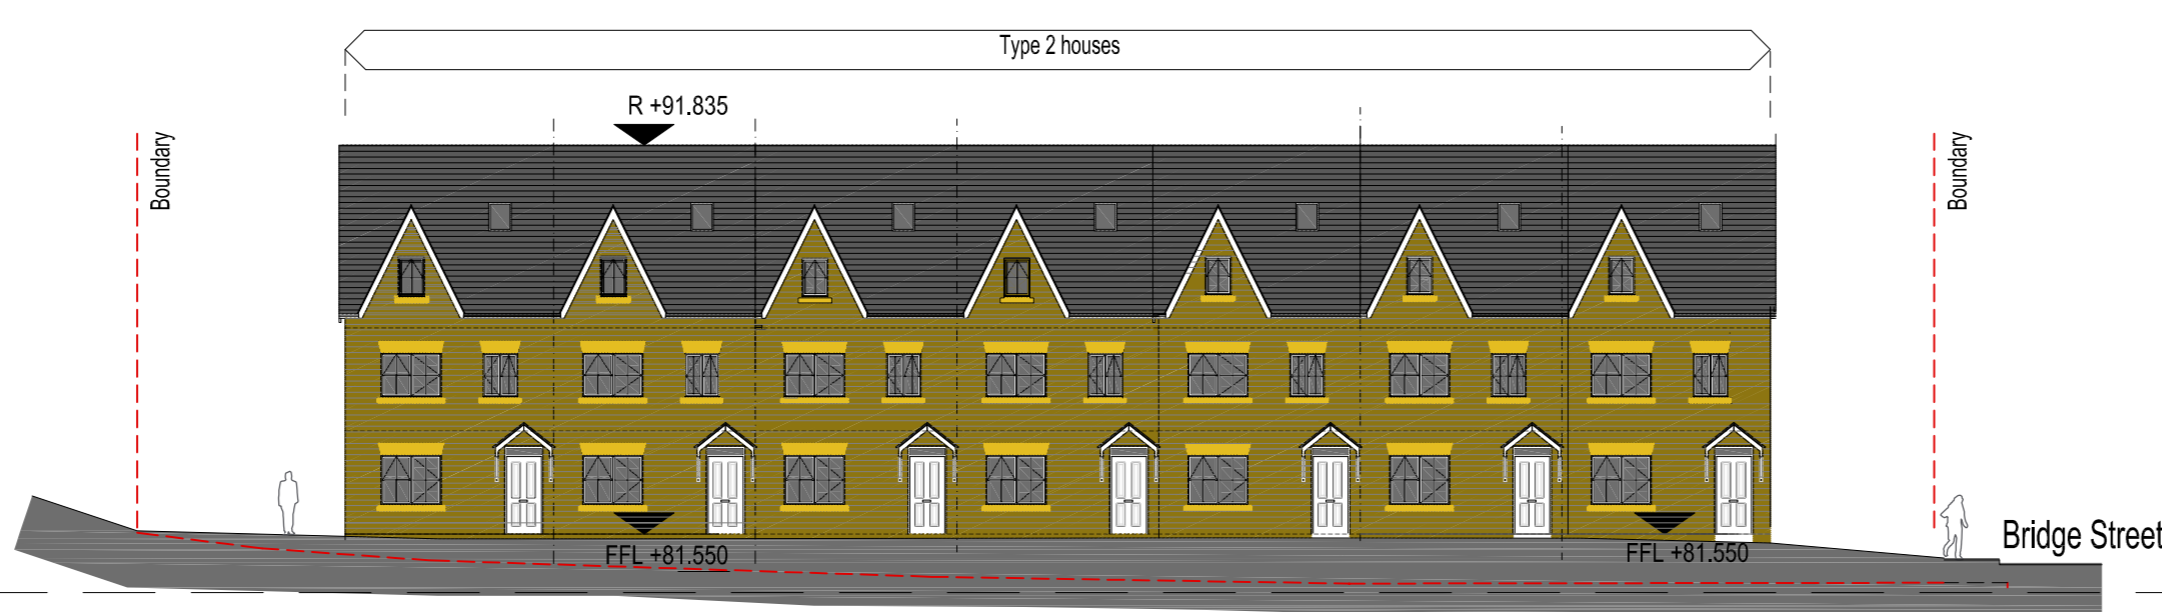 Type 2 houses
R +91.835
Boundary
Boundary
Bridge Street
FFL +81.550
FFL +81.550